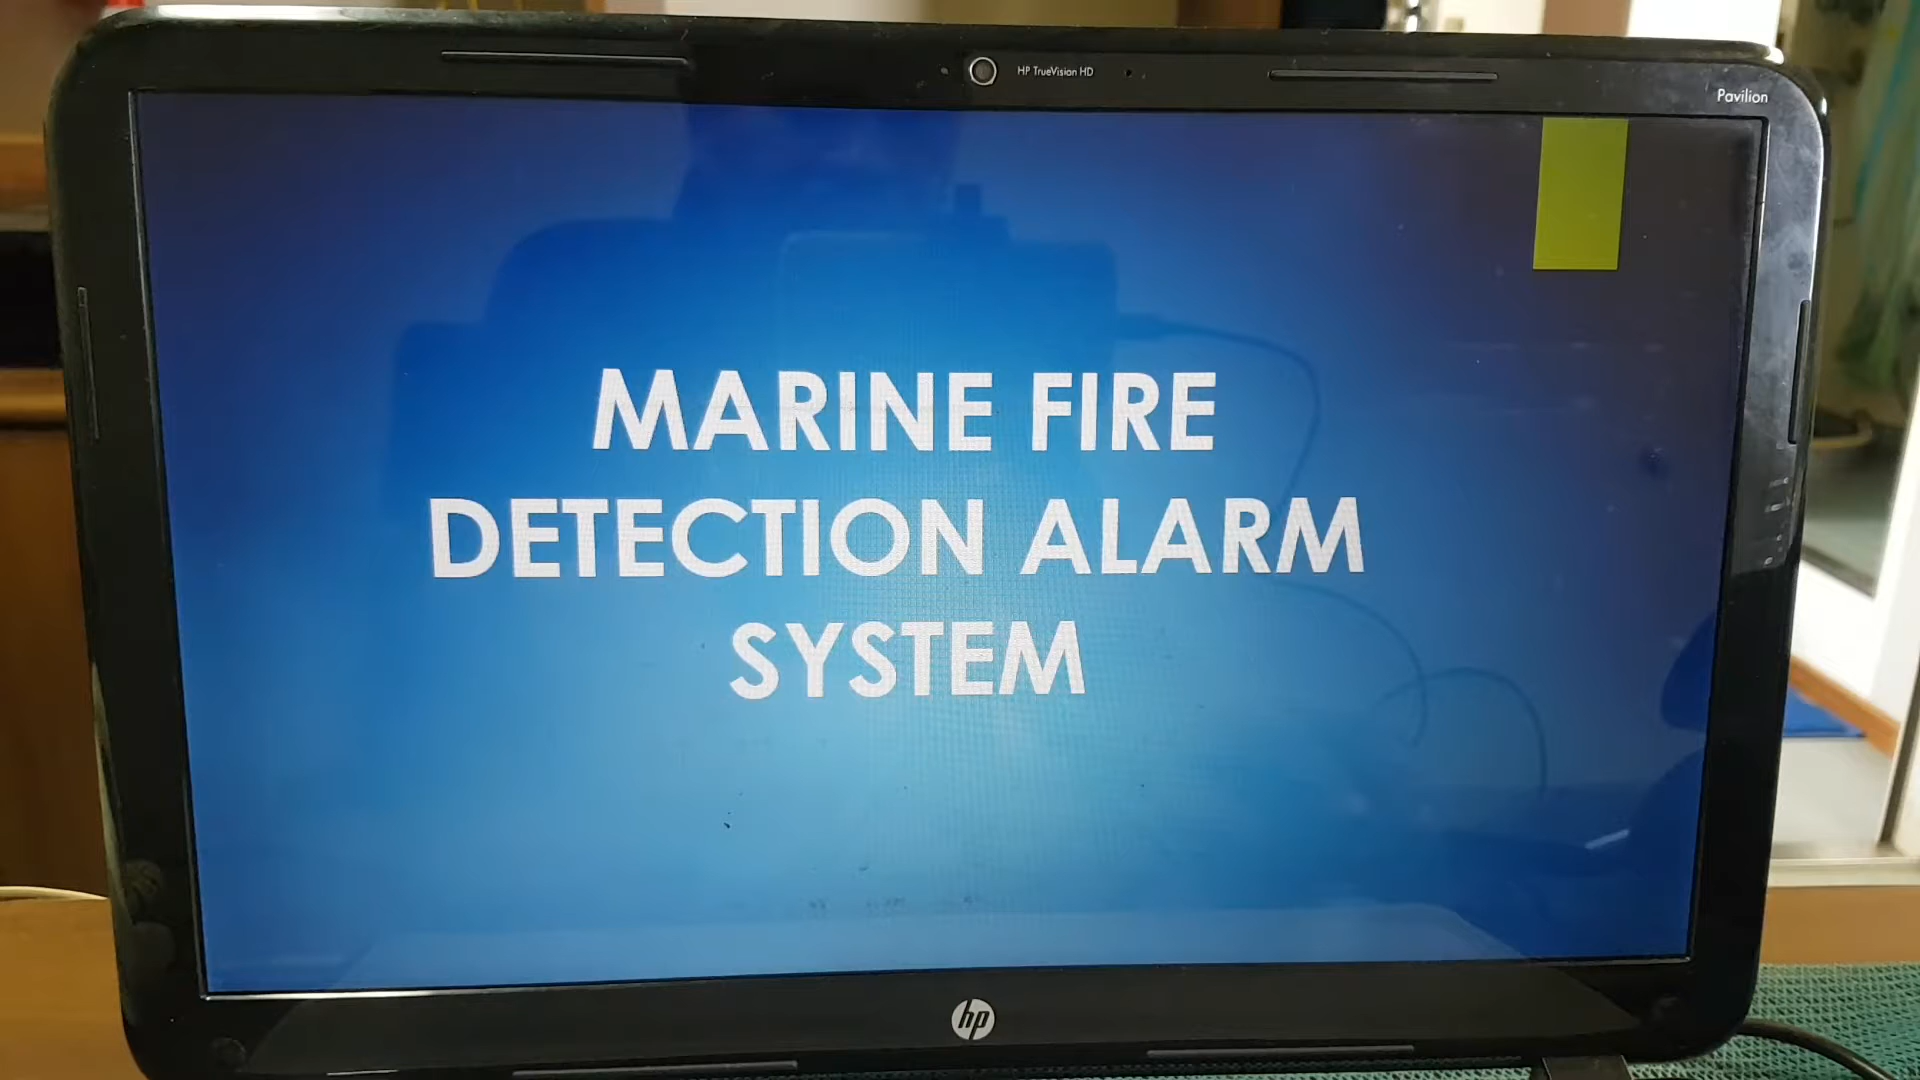 HP TrueVision HD
Pavilion
MARINE FIRE
DETECTION ALARM
SYSTEM
hp